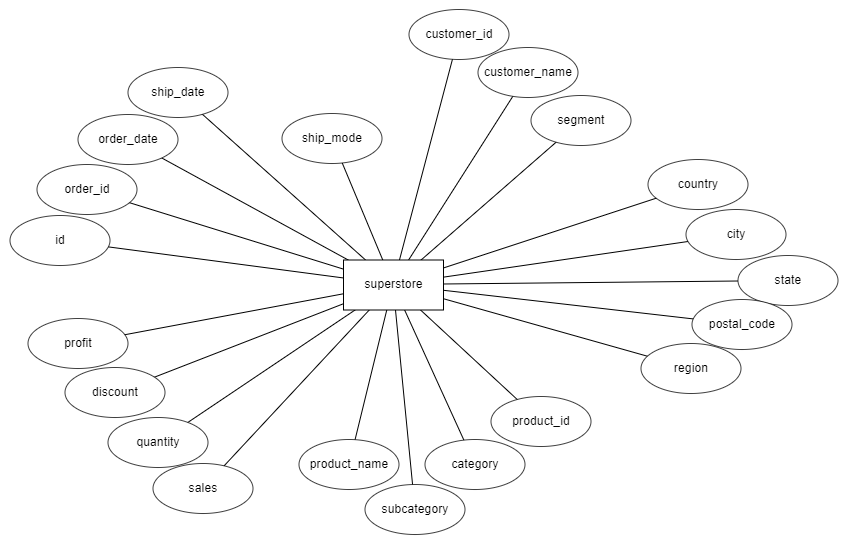 customer_id
customer_name
ship_date
segment
order_date
ship_mode
country
order_id
city
id
state
superstore
postal_code
profit
region
discount
product_id
quantity
product_name
category
sales
subcategory